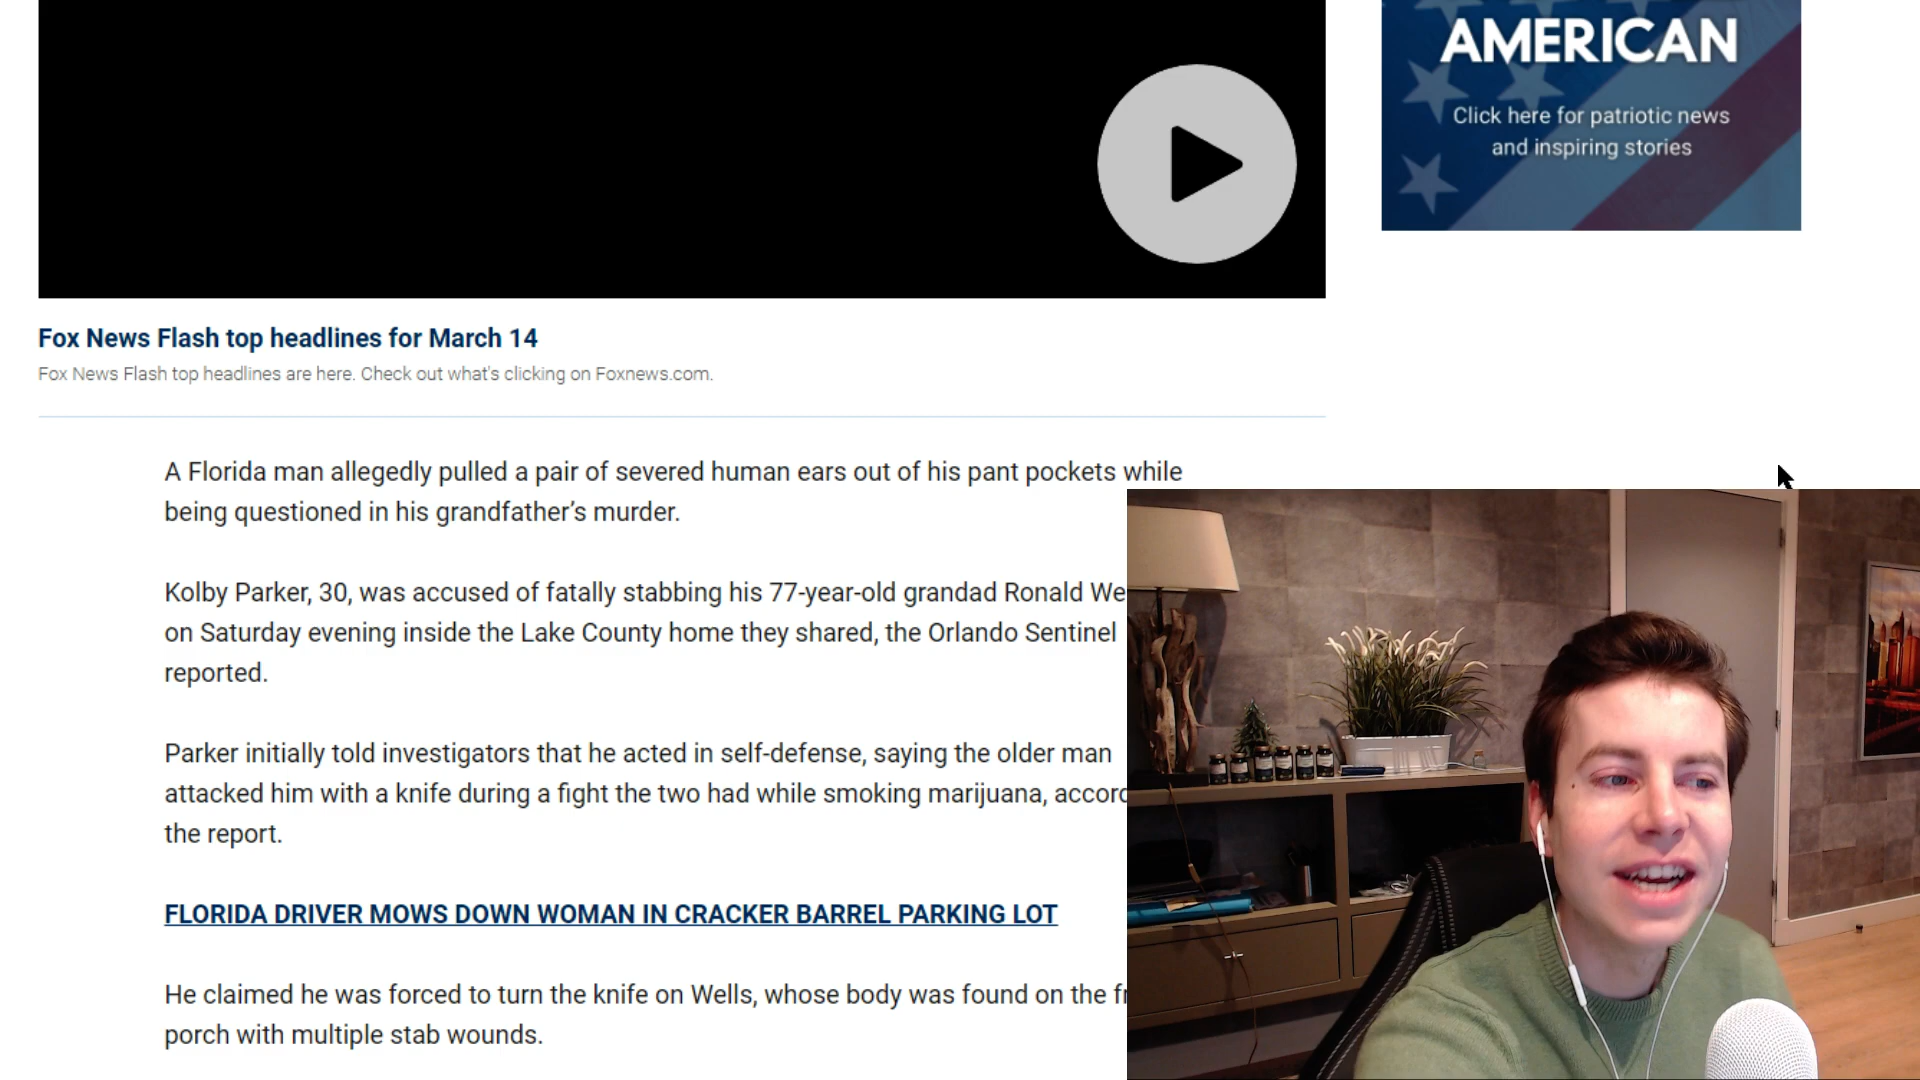 AMERICAN
Click here for patriotic news
and inspiring stories
Fox News Flash top headlines for March 14
Fox News Flash top headlines are here. Check out what's clicking on Foxnews.com.
A Florida man allegedly pulled a pair of severed human ears out of his pant pockets while
being questioned in his grandfather’s murder.
Kolby Parker, 30, was accused of fatally stabbing his 77-year-old grandad Ronald
on Saturday evening inside the Lake County home they shared, the Orlando Sentinel
reported.
Parker initially told investigators that he acted in self-defense, saying the older man
attacked him with a knife during a fight the two had while smoking marijuana,
the report.
FLORIDA DRIVER MOWS DOWN WOMAN IN CRACKER BARREL PARKING LOT
He claimed he was forced to turn the knife on Wells, whose body was found on the
porch with multiple stab wounds.